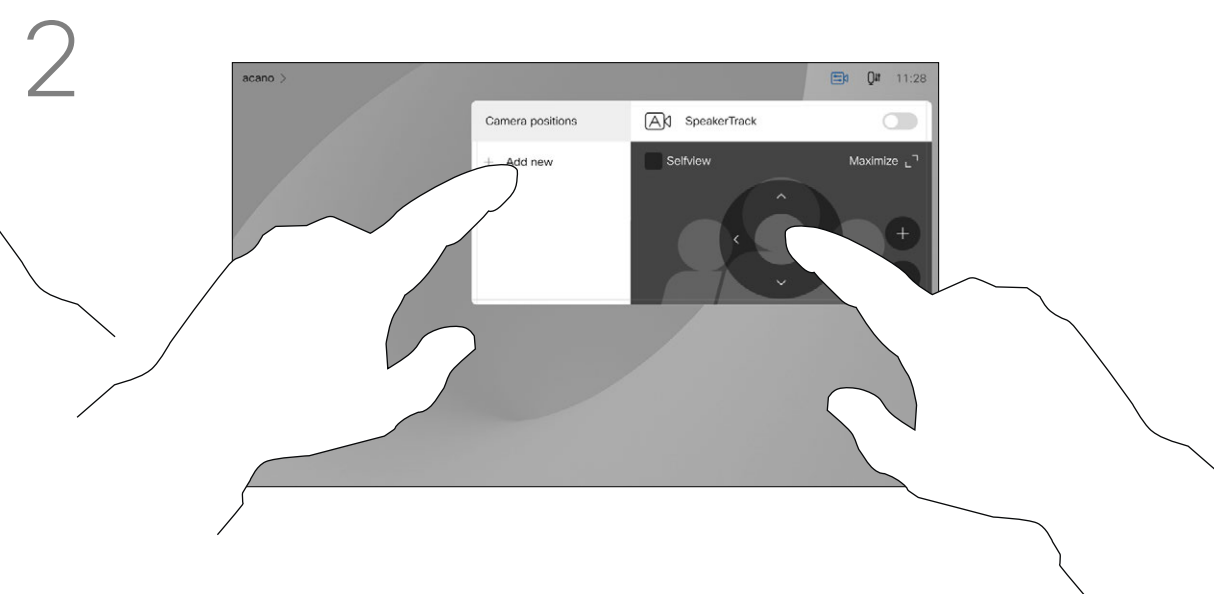 2
acano >
11:28
Camera positions
SpeakerTrack
Add new
Selfview
Maximize